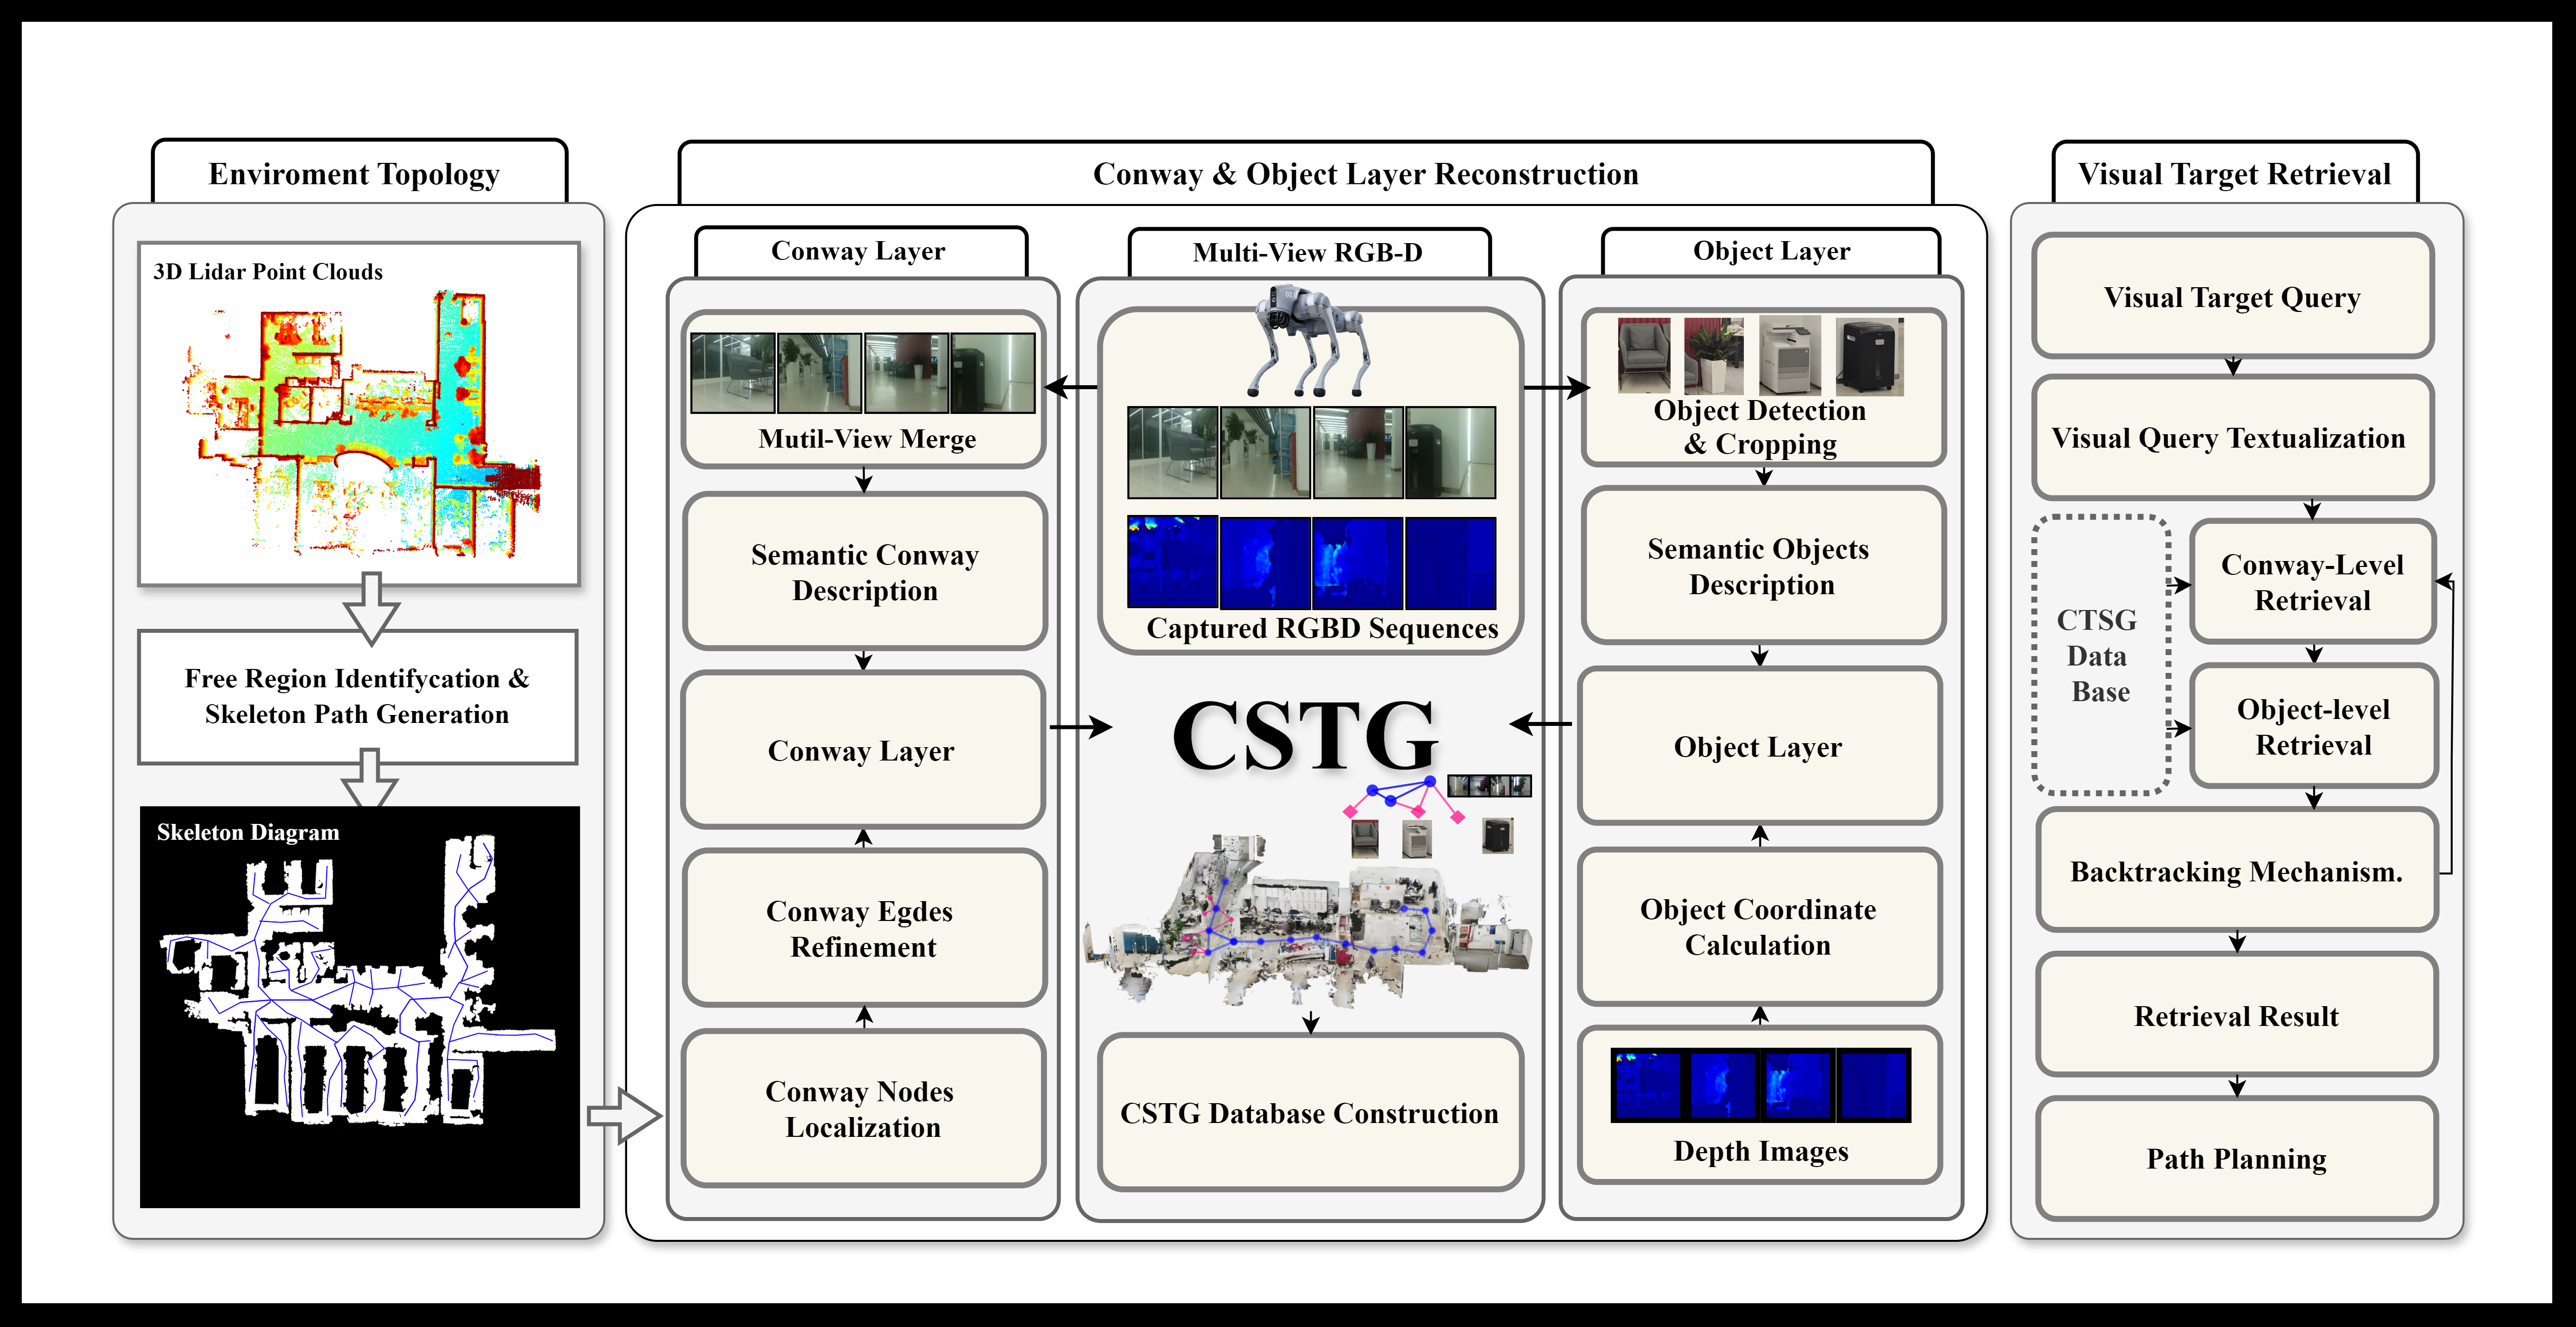 Enviroment Topology
3D Lidar Point Clouds
Free Region Identifycation &
Skeleton Path Generation
Skeleton Diagram
Conway & Object Layer Reconstruction
Conway Layer
Mutil-View Merge
Semantic Conway
Description
Conway Layer
Conway Egdes
Refinement
Conway Nodes
Localization
Multi-View RGB-D
Captured RGBD Sequences
CSTG
CSTG Database Construction
Object Layer
Object Detection
& Cropping
Semantic Objects
Description
Object Layer
Object Coordinate
Calculation
Depth Images
Visual Target Retrieval
Visual Target Query
Visual Query Textualization
CTSG
Data
Base
Conway-Level
Retrieval
Object-level
Retrieval
Backtracking Mechanism.
Retrieval Result
Path Planning